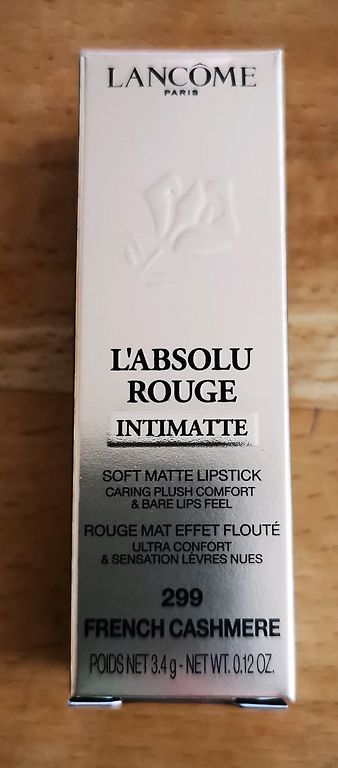 LANCÔME
PARIS
L'ABSOLU
ROUGE
INTIMATTE
SOFT MATTE LIPSTICK
CARING PLUSH COMFORT
& BARE LIPS FEEL
ROUGE MAT EFFET FLOUTÉ
ULTRA CONFORT
& SENSATION LÈVRES NUES
299
FRENCH CASHMERE
POIDS NET 3.4 g - NET WT. 0.12 OZ.